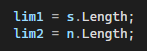 lim1 = s.Length;
lim2 = n.Length;